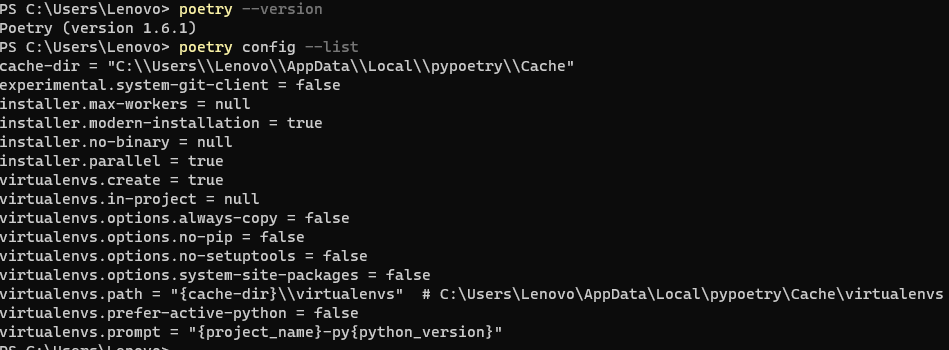 PS C:\Users\Lenovo> poetry --version
Poetry (version 1.6.1)
PS C:\Users\Lenovo> poetry config --list
cache-dir = "C:\\Users\\Lenovo\\AppData\\Local\\pypoetry\\Cache"
experimental.system-git-client = false
installer.max-workers = null
installer.modern-installation = true
installer.no-binary = null
installer.parallel = true
virtualenvs.create = true
virtualenvs.in-project = null
virtualenvs.options.always-copy = false
virtualenvs.options.no-pip = false
virtualenvs.options.no-setuptools = false
virtualenvs.options.system-site-packages = false
virtualenvs.path = "{cache-dir}\\virtualenvs"  # C:\Users\Lenovo\AppData\Local\pypoetry\Cache\virtualenvs
virtualenvs.prefer-active-python = false
virtualenvs.prompt = "{project_name}-py{python_version}"
PS C:\Users\Lenovo>